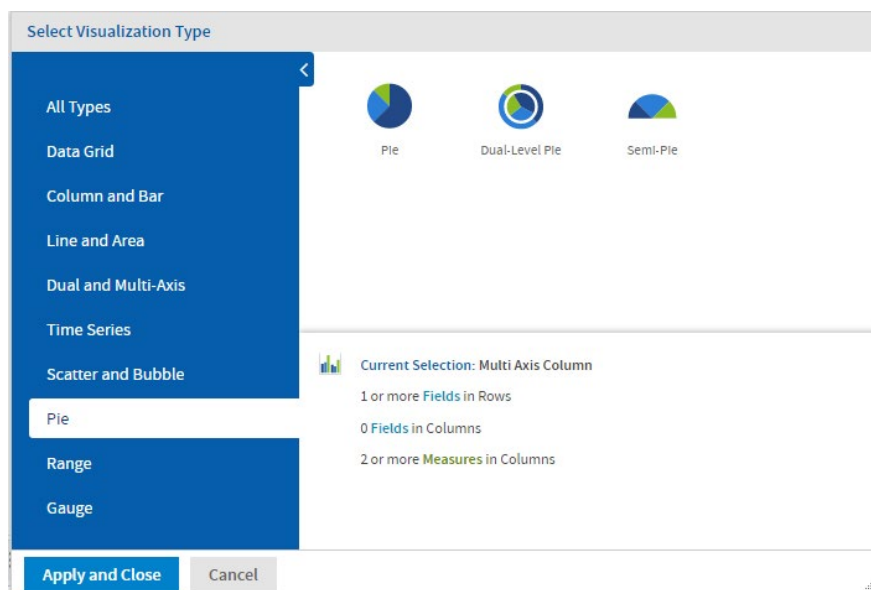 Select Visualization Type
All Types
Data Grid
Column and Bar
Line and Area
Dual and Multi-Axis
Time Series
Scatter and Bubble
Pie
Range
Gauge
Pie
Dual-Level Pie
Semi-Pie
Current Selection: Multi Axis Column
1 or more Fields in Rows
0 Fields in Columns
2 or more Measures in Columns
Apply and Close
Cancel